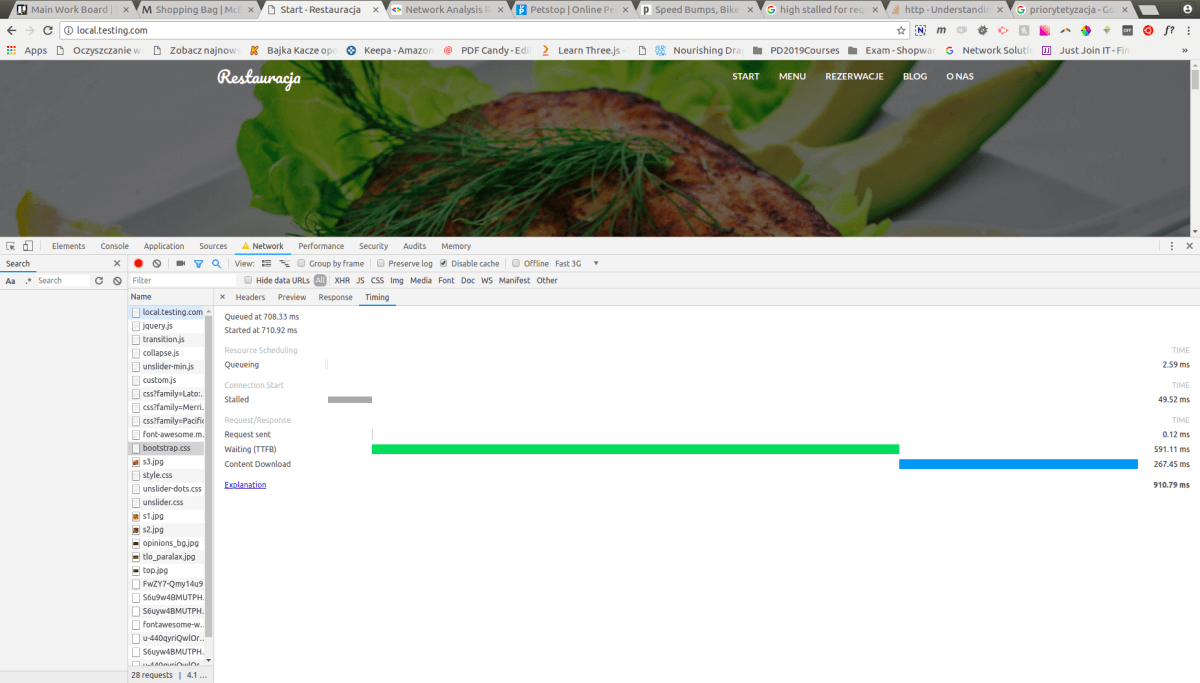 Main Work Board | Shopping Bag | McE Start - Restauracja Network Analysis R Petstop | Online Pe Speed Bumps, Bike high stalled for req http - Understandin priorytetyzacja - Go
local.testing.com
Apps Oczyszczanie w Zobacz najnow Bajka Kacze opo Keepa - Amazon PDF Candy - Edi Learn Three.js - Nourishing Dra PD2019Courses Exam - Shopwar Network Soluti Just Join IT - Fin »
Restauracja START MENU REZERWACJE BLOG O NAS
Elements Console Application Sources Network Performance Security Audits Memory
Search View: Group by frame Preserve log Disable cache Offline Fast 3G
Aa .* Search Filter Hide data URLs All XHR JS CSS Img Media Font Doc WS Manifest Other
Name Headers Preview Response Timing
local.testing.com
jquery.js
transition.js
collapse.js
unslider-min.js
custom.js
css?family=Lato:...
css?family=Merri...
css?family=Pacific
font-awesome.m...
bootstrap.css
s3.jpg
style.css
unslider-dots.css
unslider.css
s1.jpg
s2.jpg
opinions_bg.jpg
tlo_paralax.jpg
top.jpg
FwZY7-Qmy14u9
S6u9w4BMUTPH...
S6uyw4BMUTPH...
fontawesome-w...
u-440qyriQwlOr...
S6uyw4BMUTPH...
u-440qyriQwlOr...
28 requests | 4.1 ...
Queued at 708.33 ms
Started at 710.92 ms
Resource Scheduling TIME
Queueing 2.59 ms
Connection Start TIME
Stalled 49.52 ms
Request/Response TIME
Request sent 0.12 ms
Waiting (TTFB) 591.11 ms
Content Download 267.45 ms
Explanation 910.79 ms